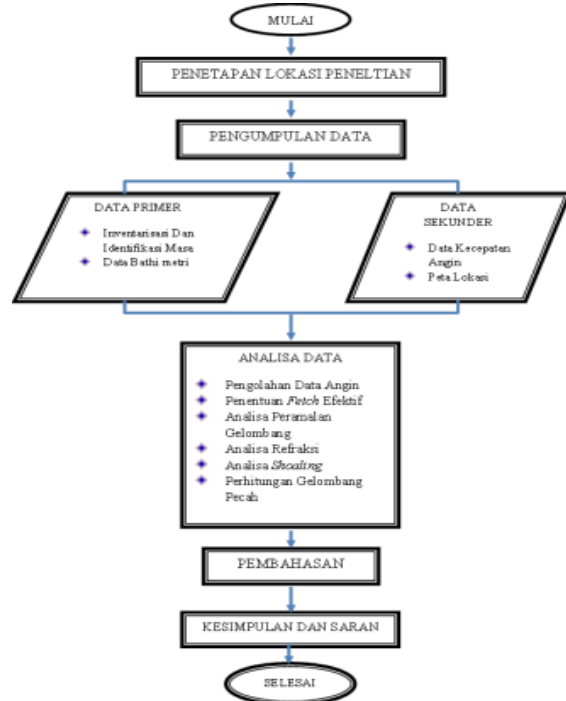 MULAI
PENETAPAN LOKASI PENELTIAN
PENGUMPULAN DATA
DATA PRIMER
Inventarisasi Dan
Identifikasi Masa
Data Bathi metri
DATA
SEKUNDER
Data Kecepatan
Angin
Peta Lokasi
ANALISA DATA
Pengolahan Data Angin
Penentuan Fetch Efektif
Analisa Peramalan
Gelombang
Analisa Refraksi
Analisa Shoaling
Perhitungan Gelombang
Pecah
PEMBAHASAN
KESIMPULAN DAN SARAN
SELESAI